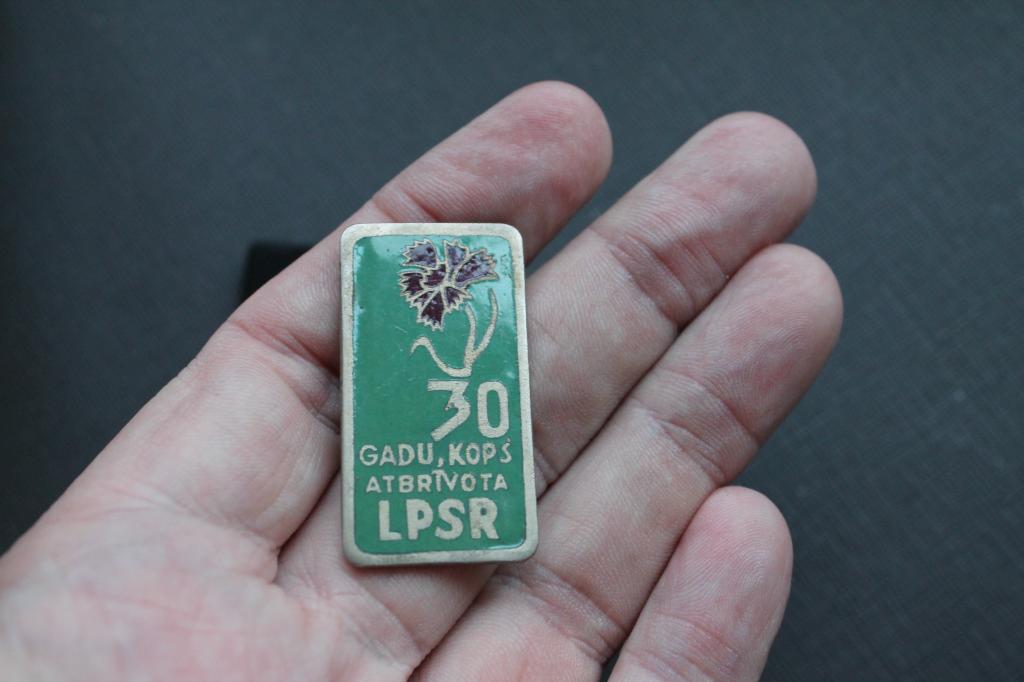 30
GADU, KOPŠ
ATBRĪVOTA
LPSR